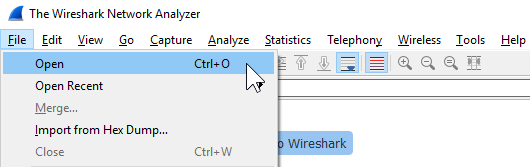 The Wireshark Network Analyzer
File Edit View Go Capture Analyze Statistics Telephony Wireless Tools Help
Open Ctrl+O
Open Recent
Merge...
Import from Hex Dump...
Close Ctrl+W
Wireshark